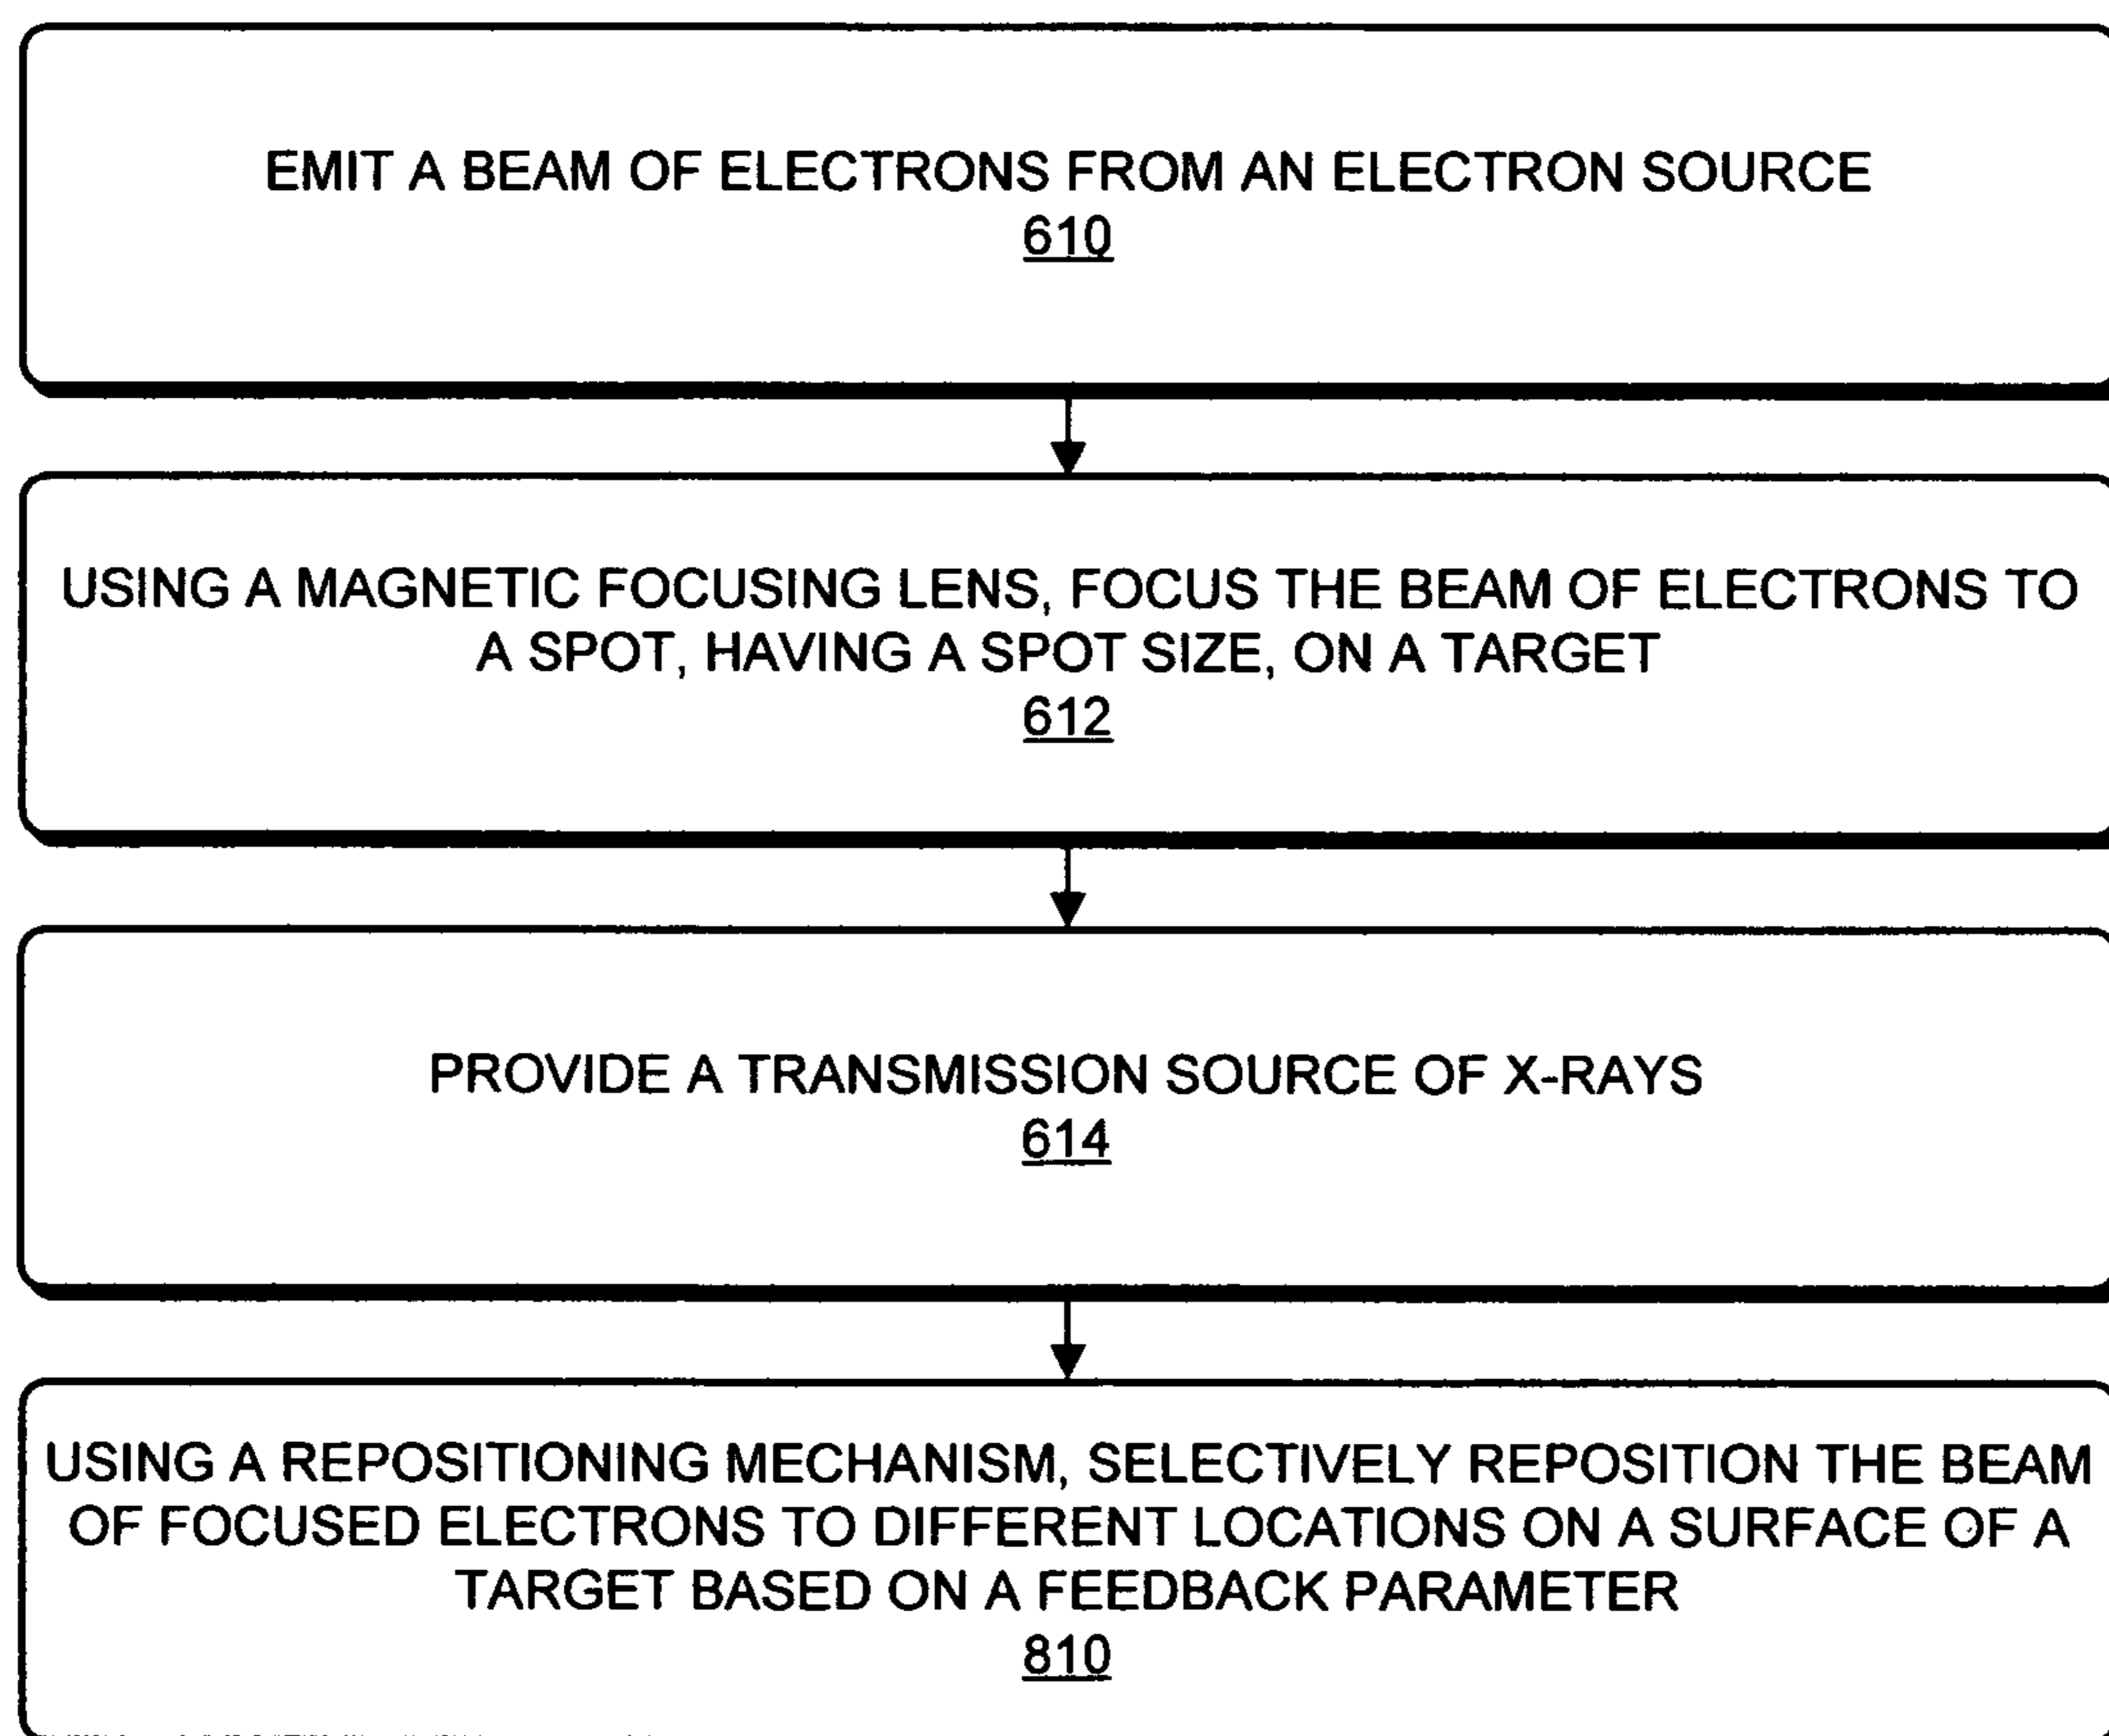 EMIT A BEAM OF ELECTRONS FROM AN ELECTRON SOURCE
610
USING A MAGNETIC FOCUSING LENS, FOCUS THE BEAM OF ELECTRONS TO
A SPOT, HAVING A SPOT SIZE, ON A TARGET
612
PROVIDE A TRANSMISSION SOURCE OF X-RAYS
614
USING A REPOSITIONING MECHANISM, SELECTIVELY REPOSITION THE BEAM
OF FOCUSED ELECTRONS TO DIFFERENT LOCATIONS ON A SURFACE OF A
TARGET BASED ON A FEEDBACK PARAMETER
810